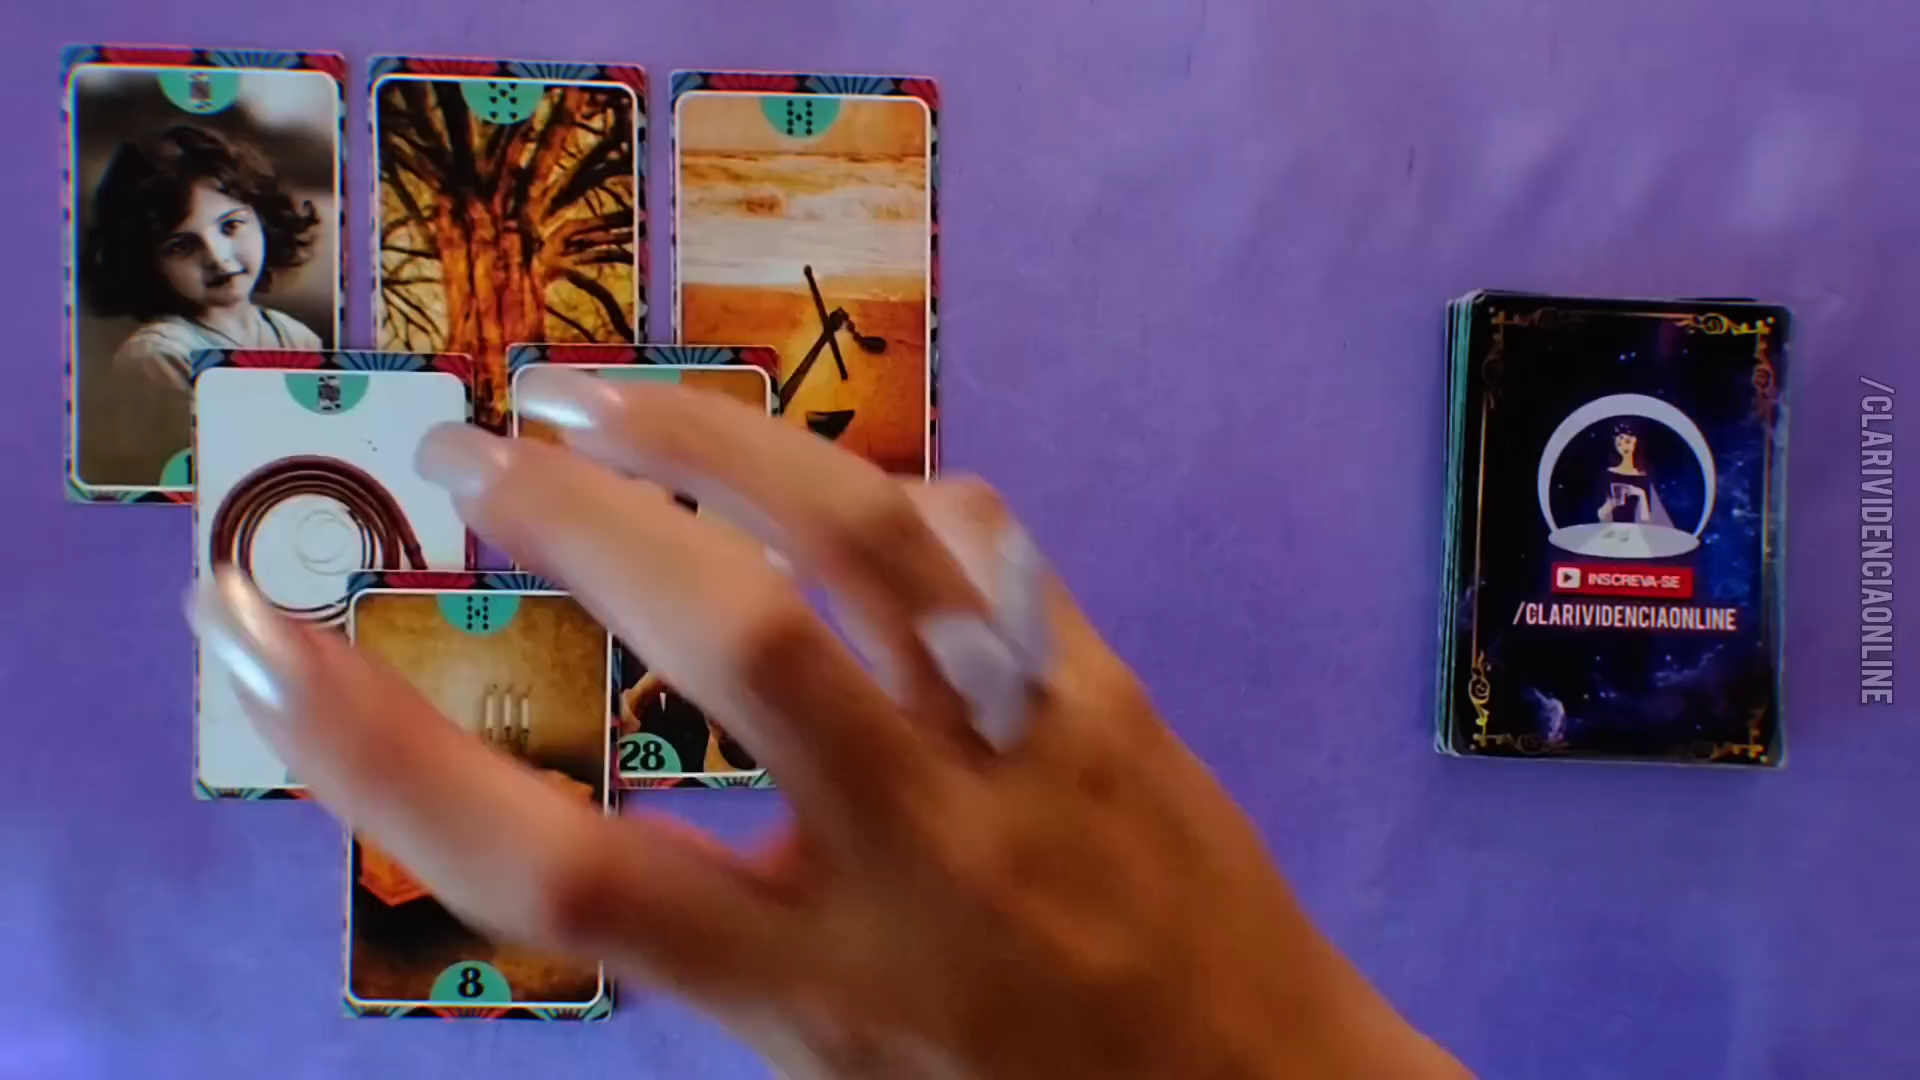 28
8
INSCREVA-SE
/CLARIVIDENCIAONLINE
/CLARIVIDENCIAONLINE